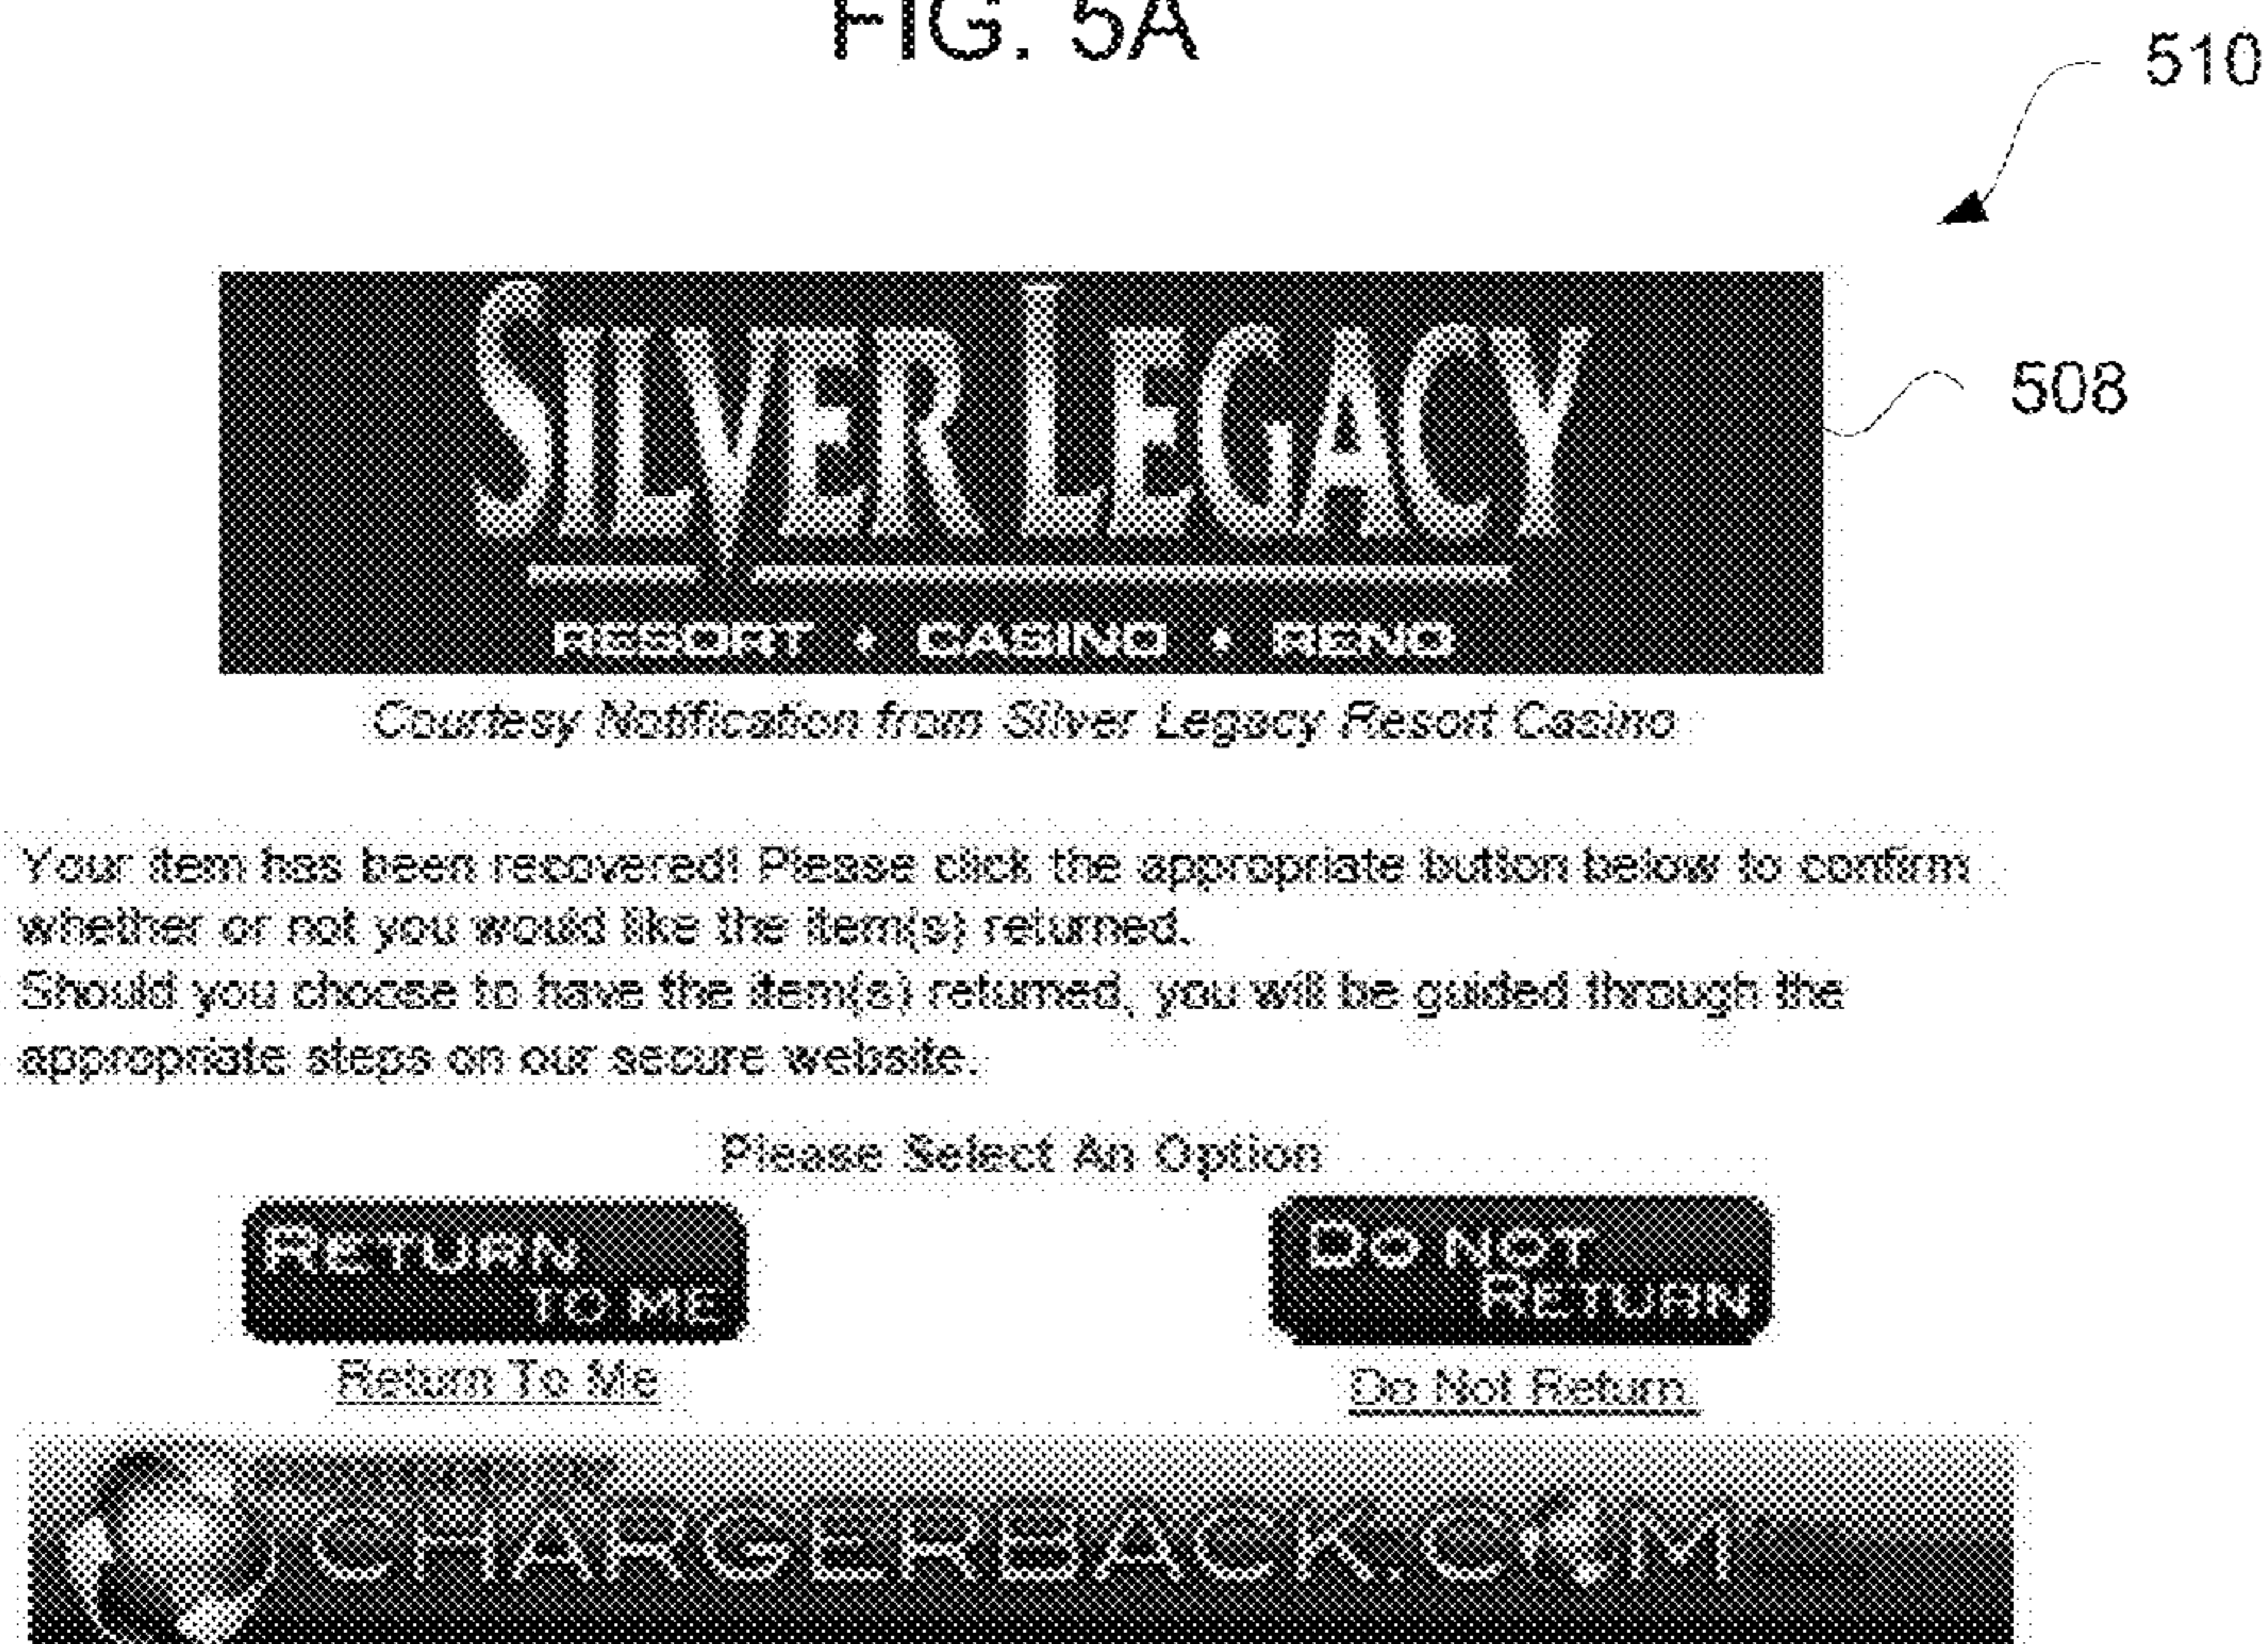 FIG. 5A
510
SILVER LEGACY
508
RESORT ♦ CASINO ♦ RENO
Courtesy Notification from Silver Legacy Resort Casino
Your item has been recovered! Please click the appropriate button below to confirm
whether or not you would like the item(s) returned.
Should you choose to have the item(s) returned, you will be guided through the
appropriate steps on our secure website.
Please Select An Option
RETURN
TO ME
DO NOT
RETURN
Return To Me
Do Not Return
CHARGERBACK.COM